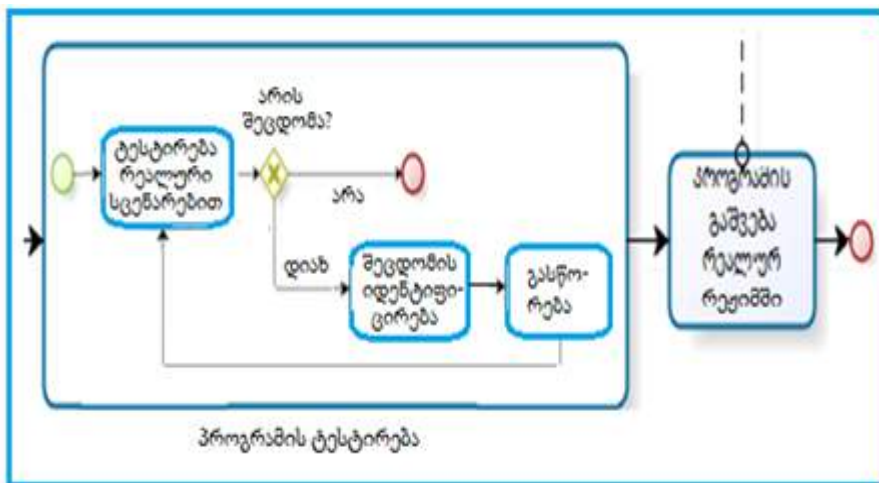 არის
შეცდომა?
ტესტირება
რეალური
სცენარებით
არა
დიახ
შეცდომის
იდენტიფი-
ცირება
გასწო-
რება
პროგრამის
გაშვება
რეალურ
რეჟიმში
პროგრამის ტესტირება